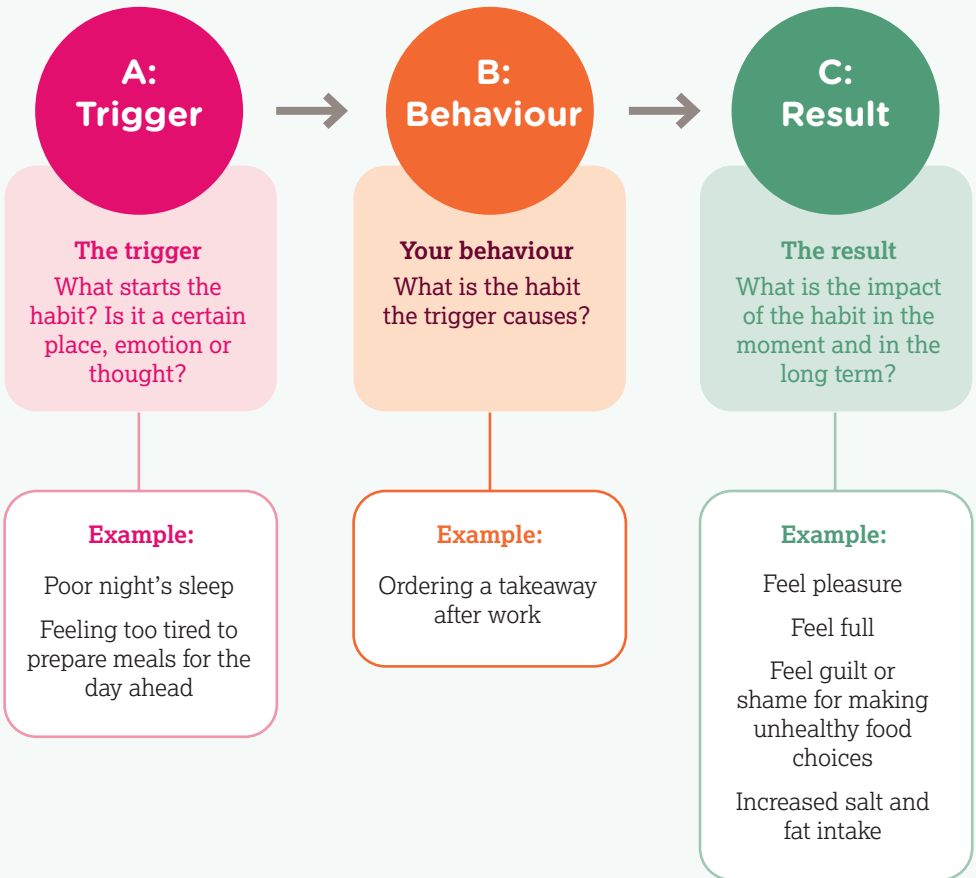 A:
Trigger
B:
Behaviour
C:
Result
The trigger
What starts the
habit? Is it a certain
place, emotion or
thought?
Your behaviour
What is the habit
the trigger causes?
The result
What is the impact
of the habit in the
moment and in the
long term?
Example:
Poor night’s sleep
Feeling too tired to
prepare meals for the
day ahead
Example:
Ordering a takeaway
after work
Example:
Feel pleasure
Feel full
Feel guilt or
shame for making
unhealthy food
choices
Increased salt and
fat intake